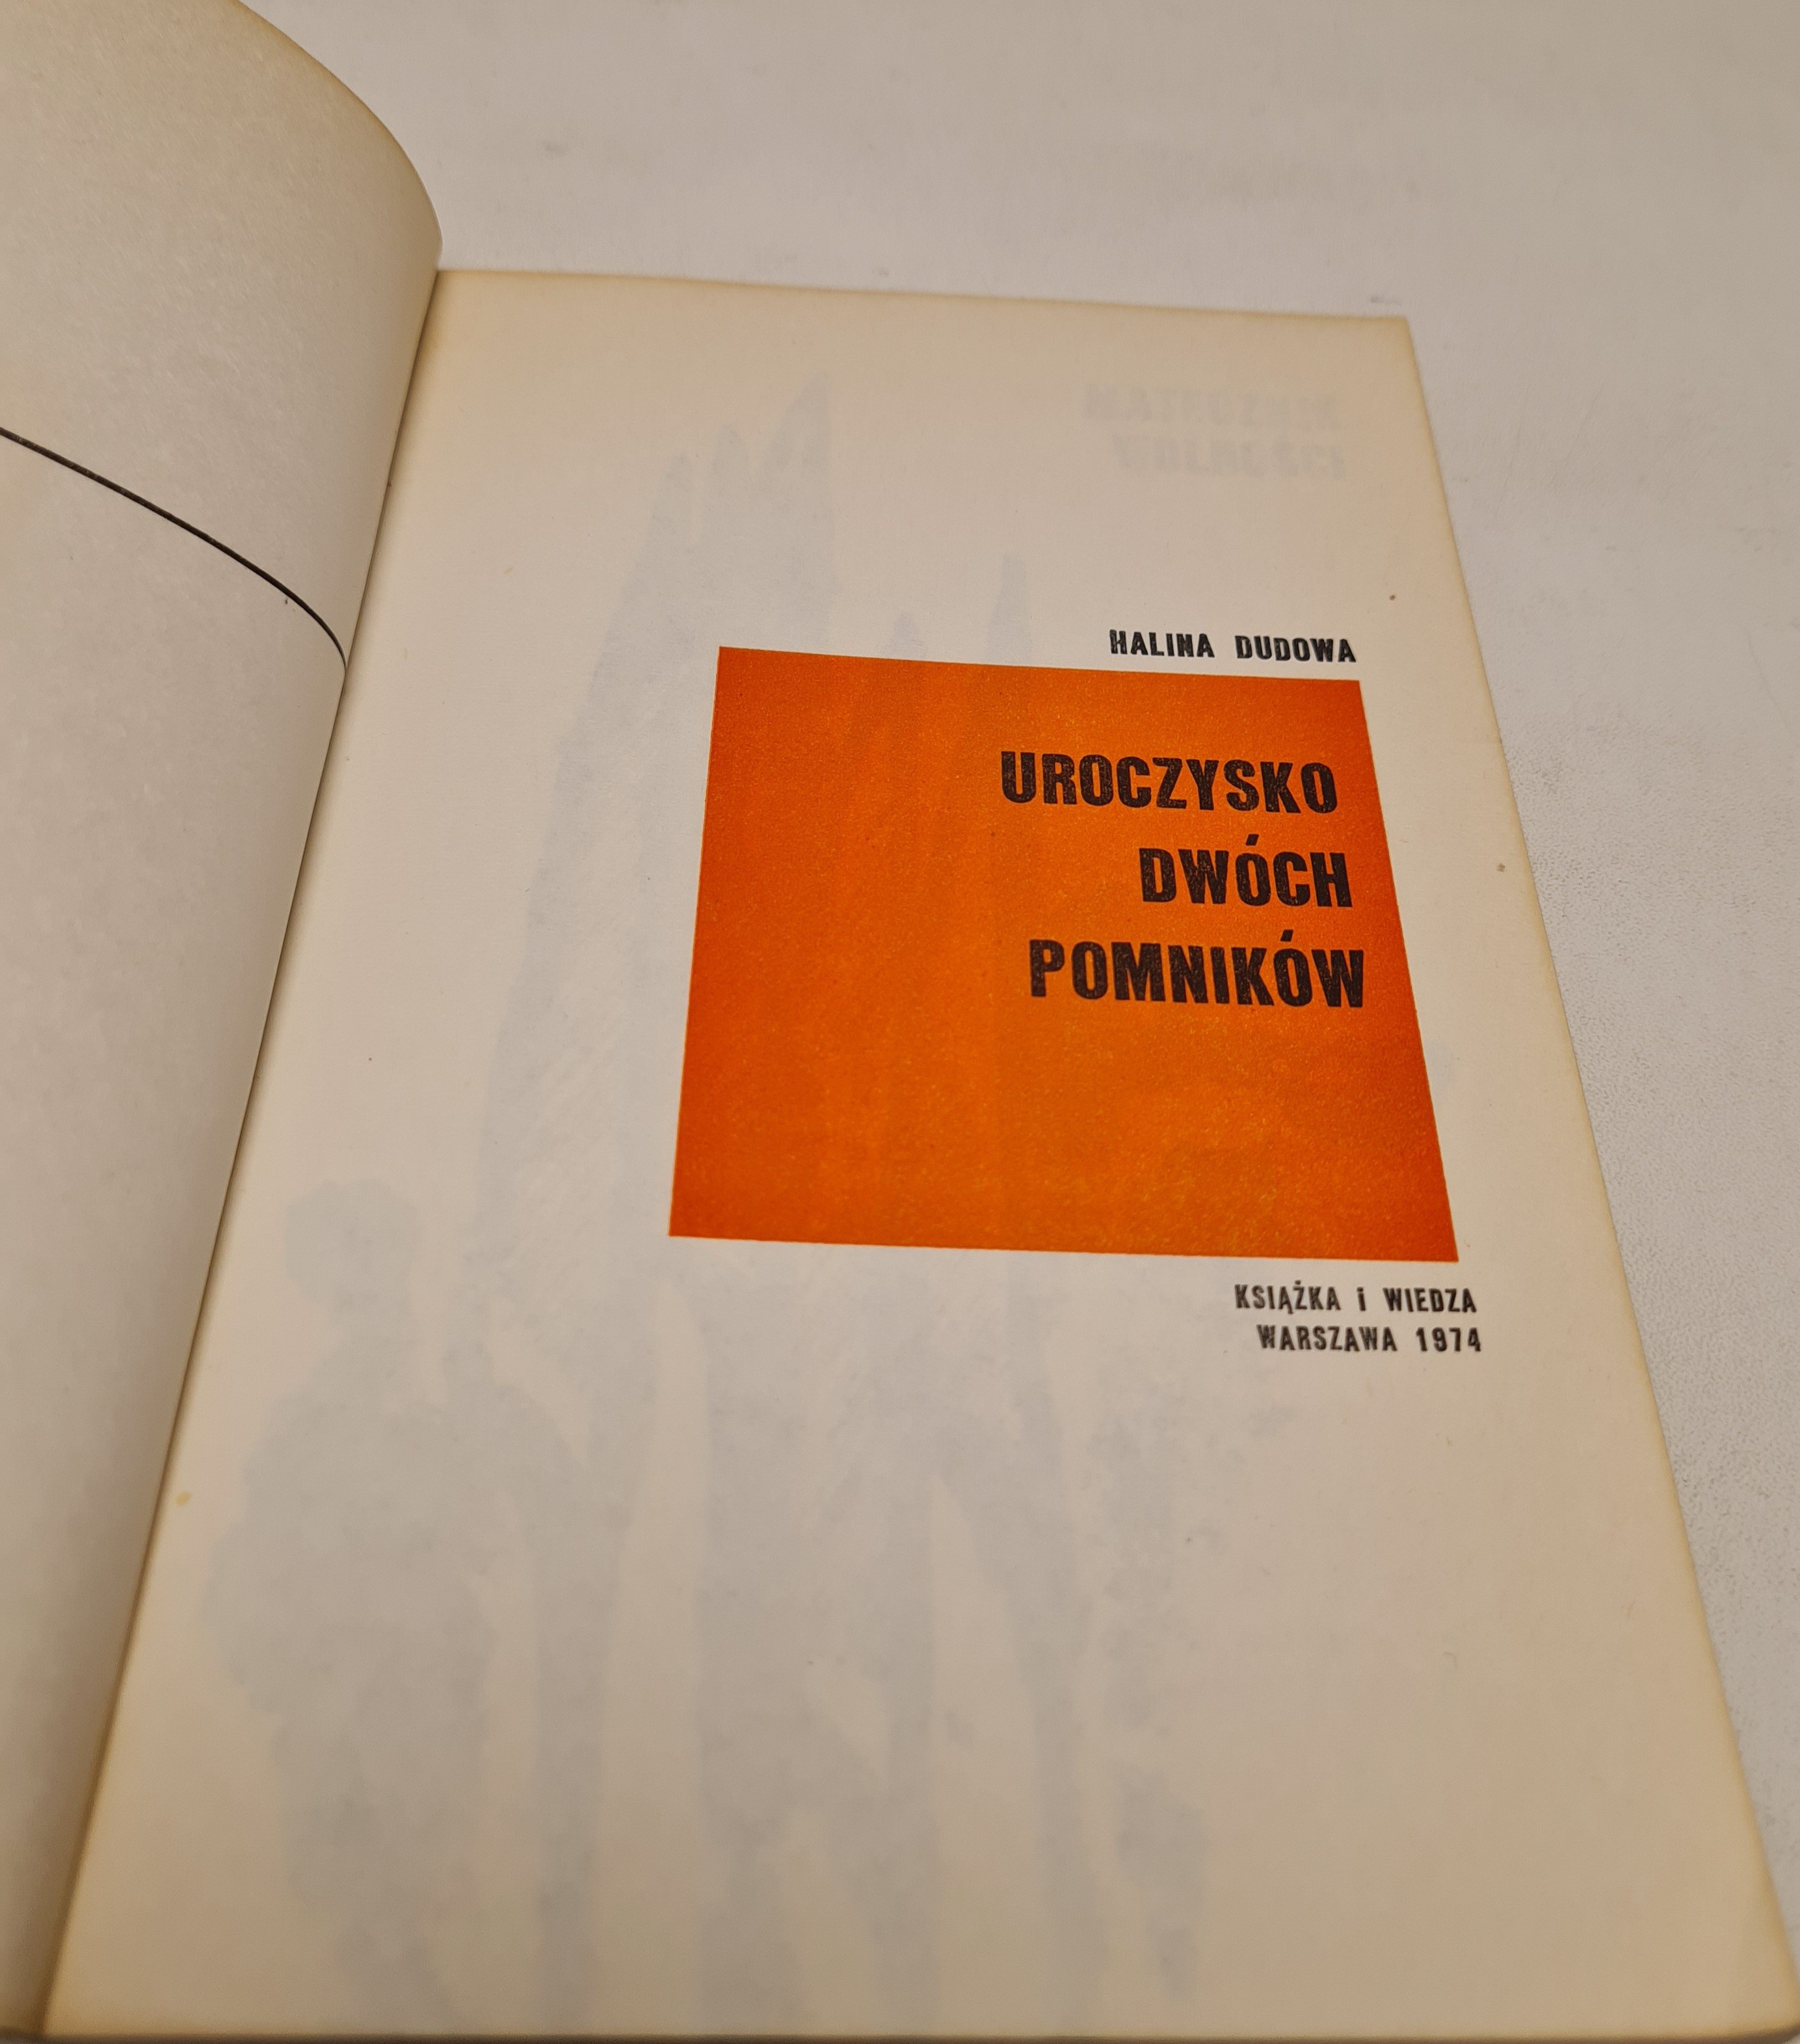 HALINA DUDOWA
UROCZYSKO
DWÓCH
POMNIKÓW
KSIĄŻKA i WIEDZA
WARSZAWA 1974